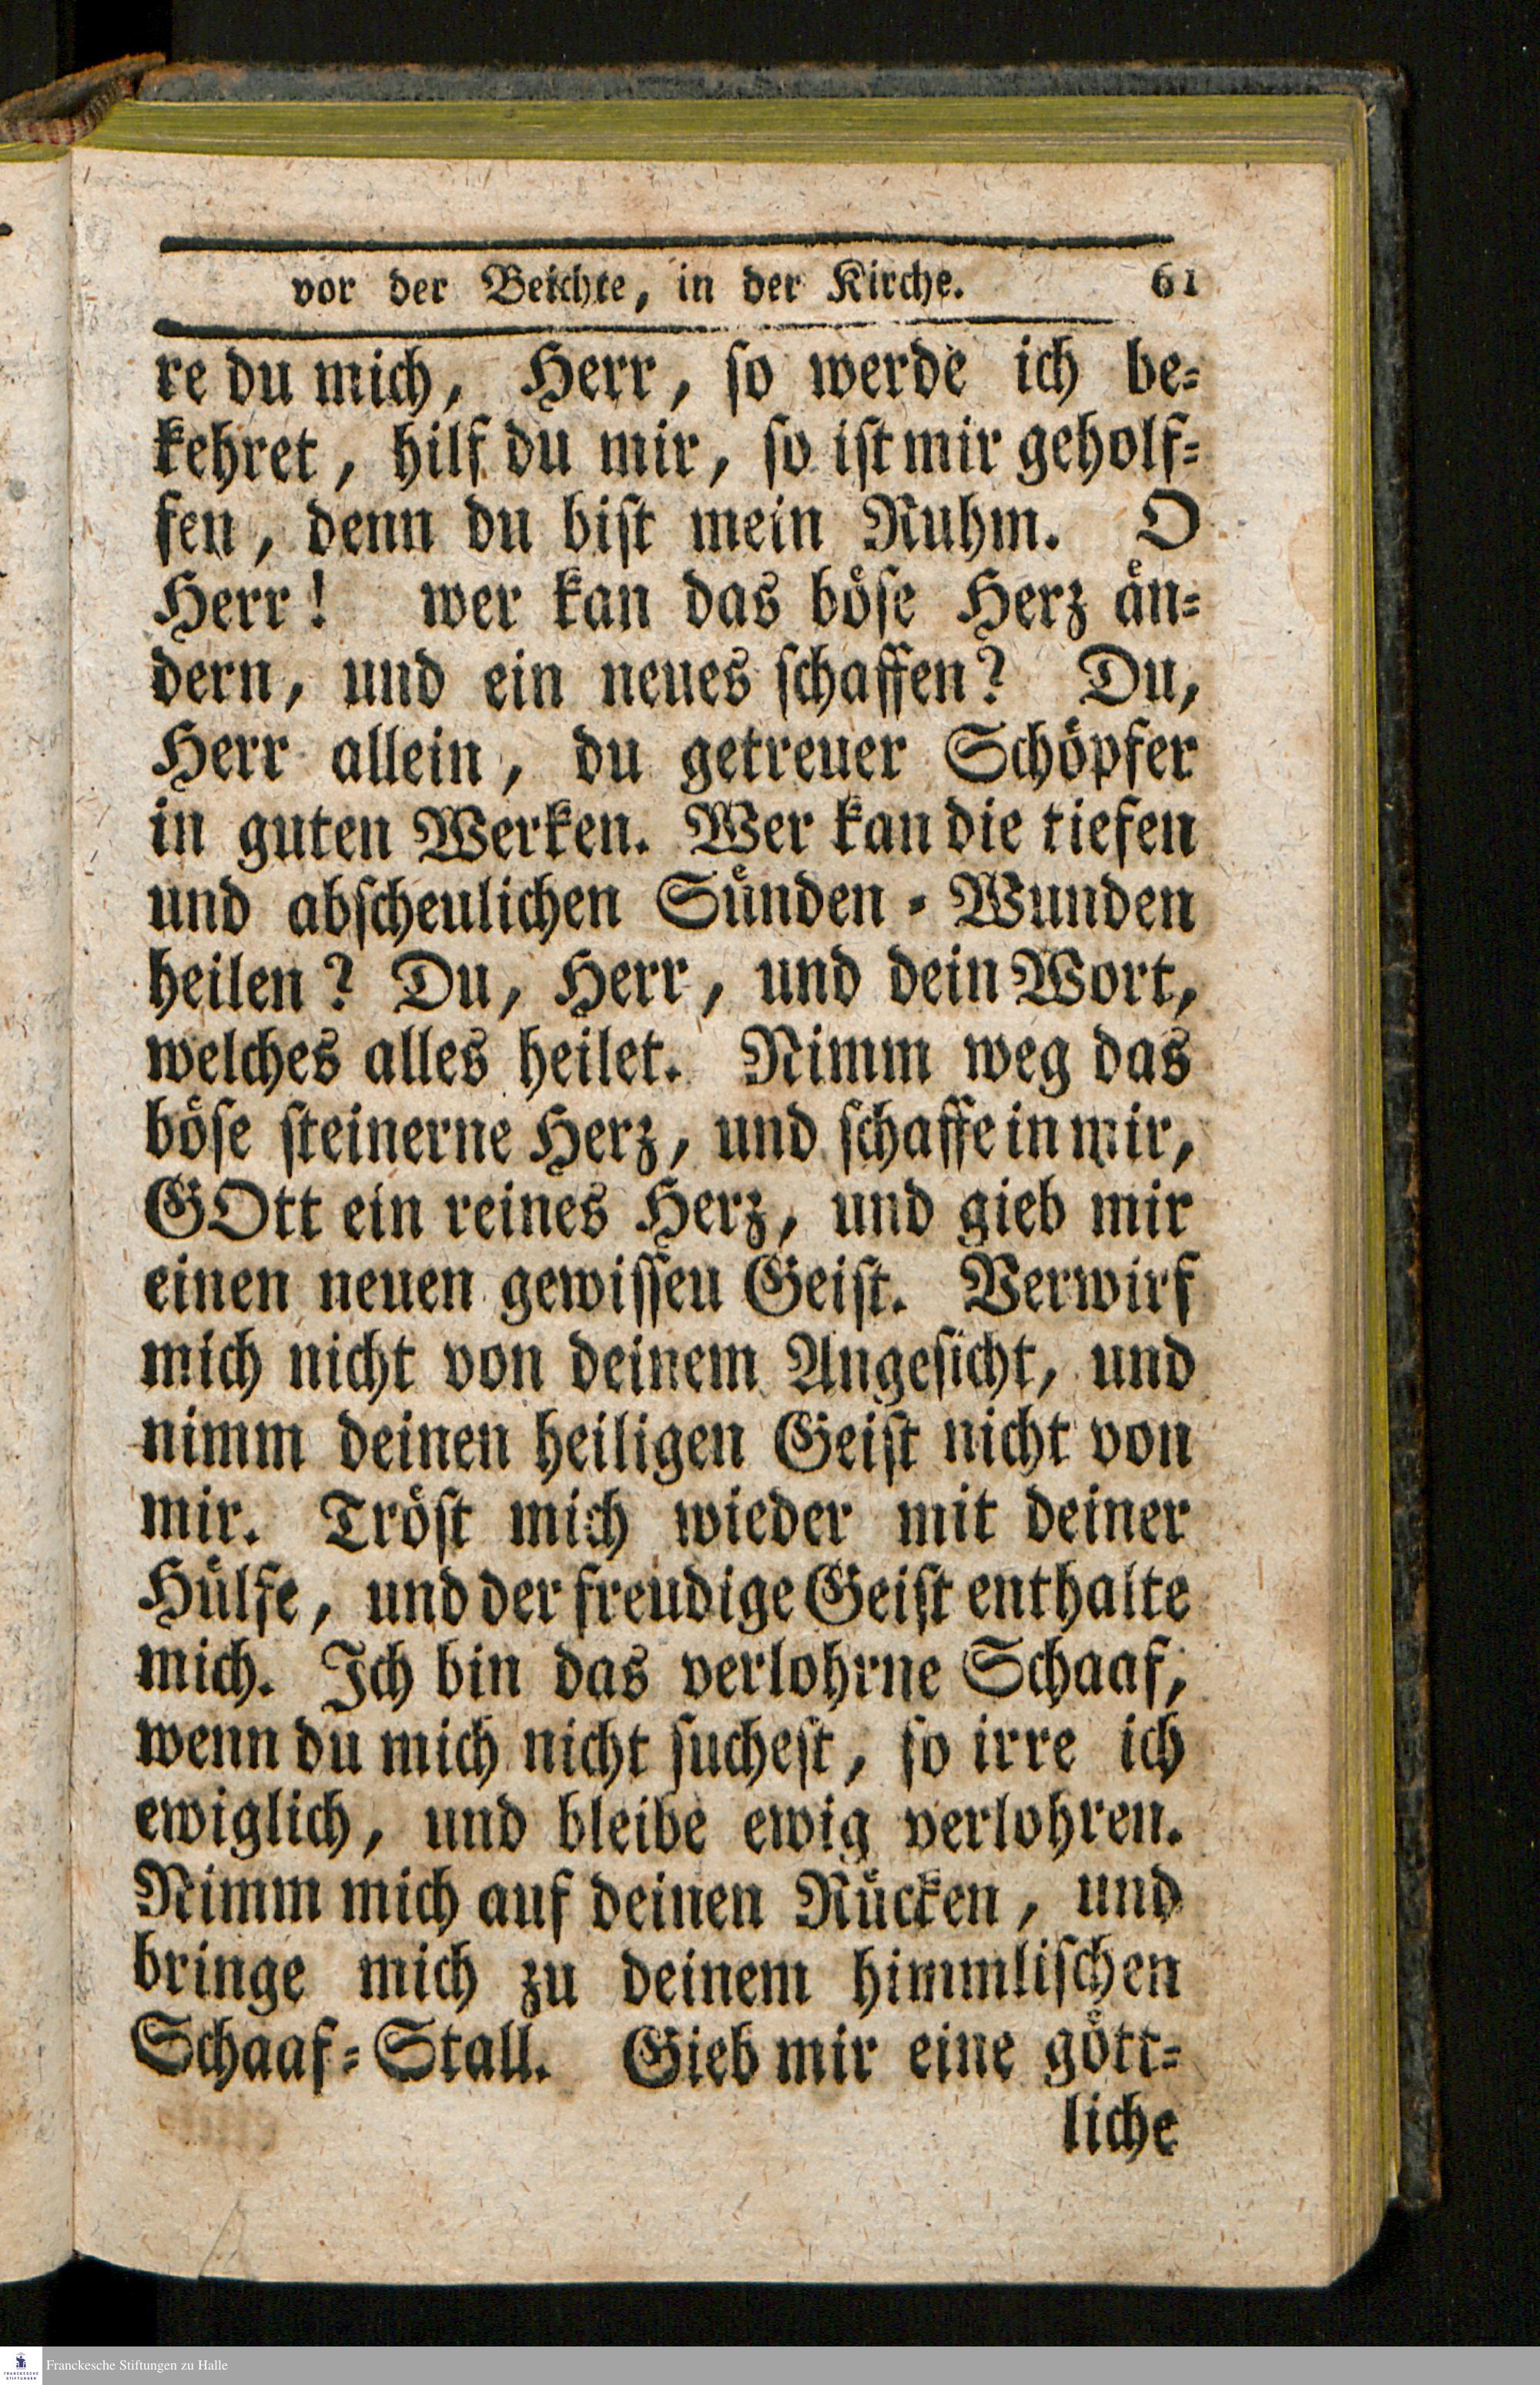 vor der Beichte, in der Kirche. 61
re du mich, Herr, so werde ich be=
kehret, hilf du mir, so ist mir geholf=
fen, denn du bist mein Ruhm. O
Herr! wer kan das böse Herz än=
dern, und ein neues schaffen? Du,
Herr allein, du getreuer Schöpfer
in guten Werken. Wer kan die tiefen
und abscheulichen Sünden = Wunden
heilen? Du, Herr, und dein Wort,
welches alles heilet. Nimm weg das
böse steinerne Herz, und schaffe in mir,
GOtt ein reines Herz, und gieb mir
einen neuen gewissen Geist. Verwirf
mich nicht von deinem Angesicht, und
nimm deinen heiligen Geist nicht von
mir. Tröst mich wieder mit deiner
Hülfe, und der freudige Geist enthalte
mich. Ich bin das verlohrne Schaaf,
wenn du mich nicht suchest, so irre ich
ewiglich, und bleibe ewig verlohren.
Nimm mich auf deinen Rücken, und
bringe mich zu deinem himmlischen
Schaaf=Stall. Gieb mir eine gött=
liche
FRANCKESCHE
STIFTUNGEN
Franckesche Stiftungen zu Halle